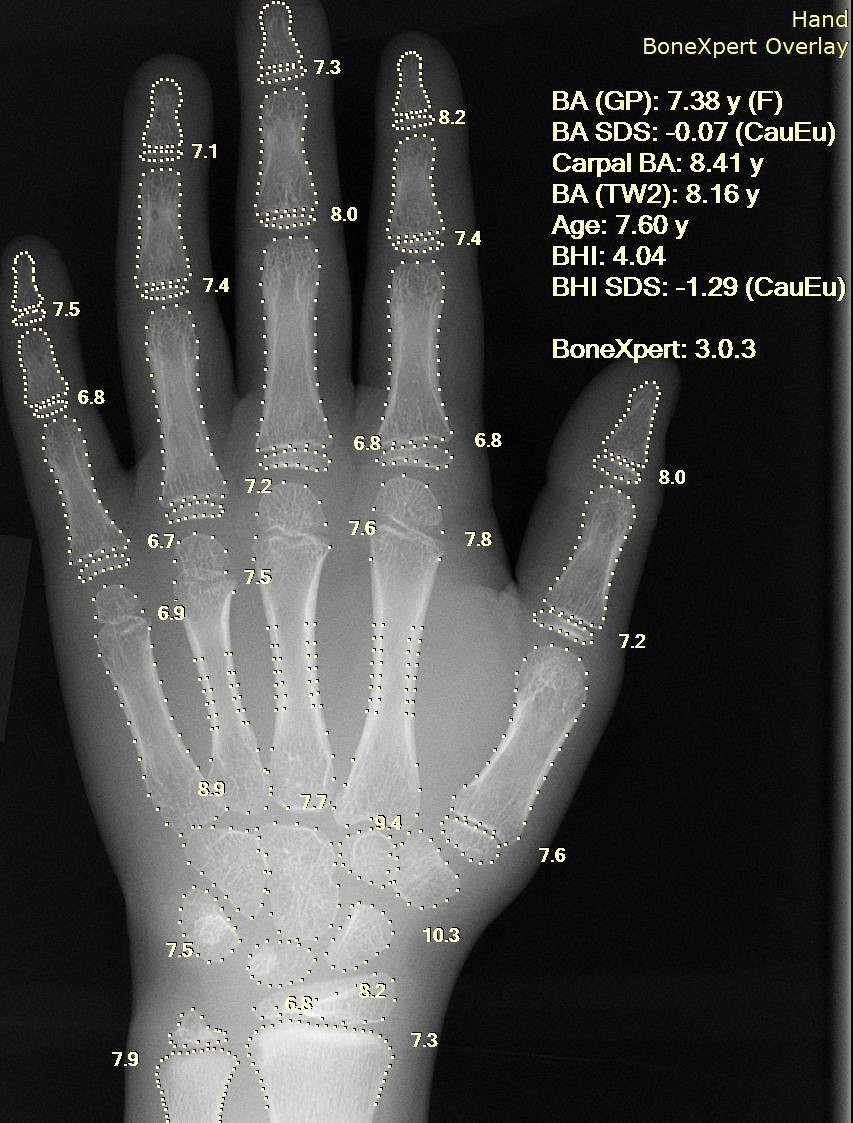 Hand
BoneXpert Overlay
7.3
BA (GP): 7.38 y (F)
8.2
BA SDS: -0.07 (CauEu)
7.1
Carpal BA: 8.41 y
BA (TW2): 8.16 y
8.0
Age: 7.60 y
7.4
BHI: 4.04
7.4
BHI SDS: -1.29 (CauEu)
7.5
BoneXpert: 3.0.3
6.8
6.8
6.8
8.0
7.2
7.6
7.8
6.7
7.5
6.9
7.2
8.9
7.7
9.4
7.6
10.3
7.5
8.2
6.8
7.3
7.9